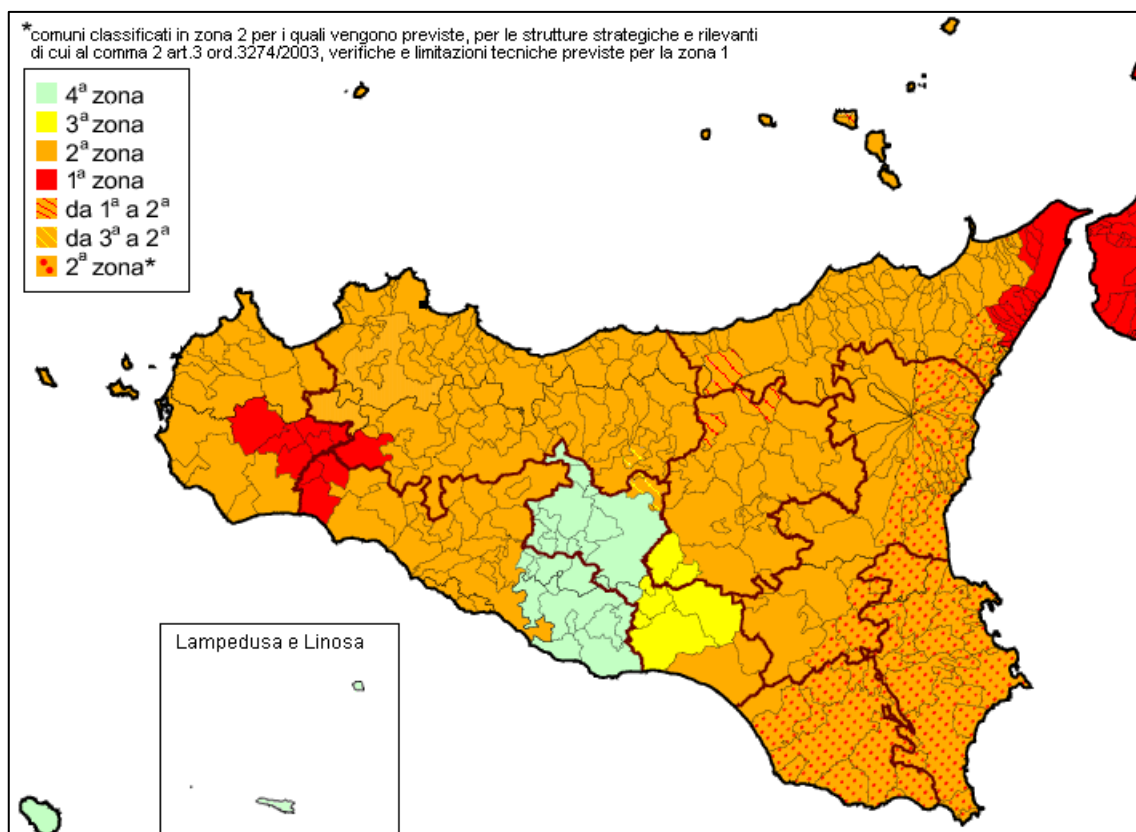 *comuni classificati in zona 2 per i quali vengono previste, per le strutture strategiche e rilevanti
di cui al comma 2 art.3 ord.3274/2003, verifiche e limitazioni tecniche previste per la zona 1
4ª zona
3ª zona
2ª zona
1ª zona
da 1ª a 2ª
da 3ª a 2ª
2ª zona*
Lampedusa e Linosa